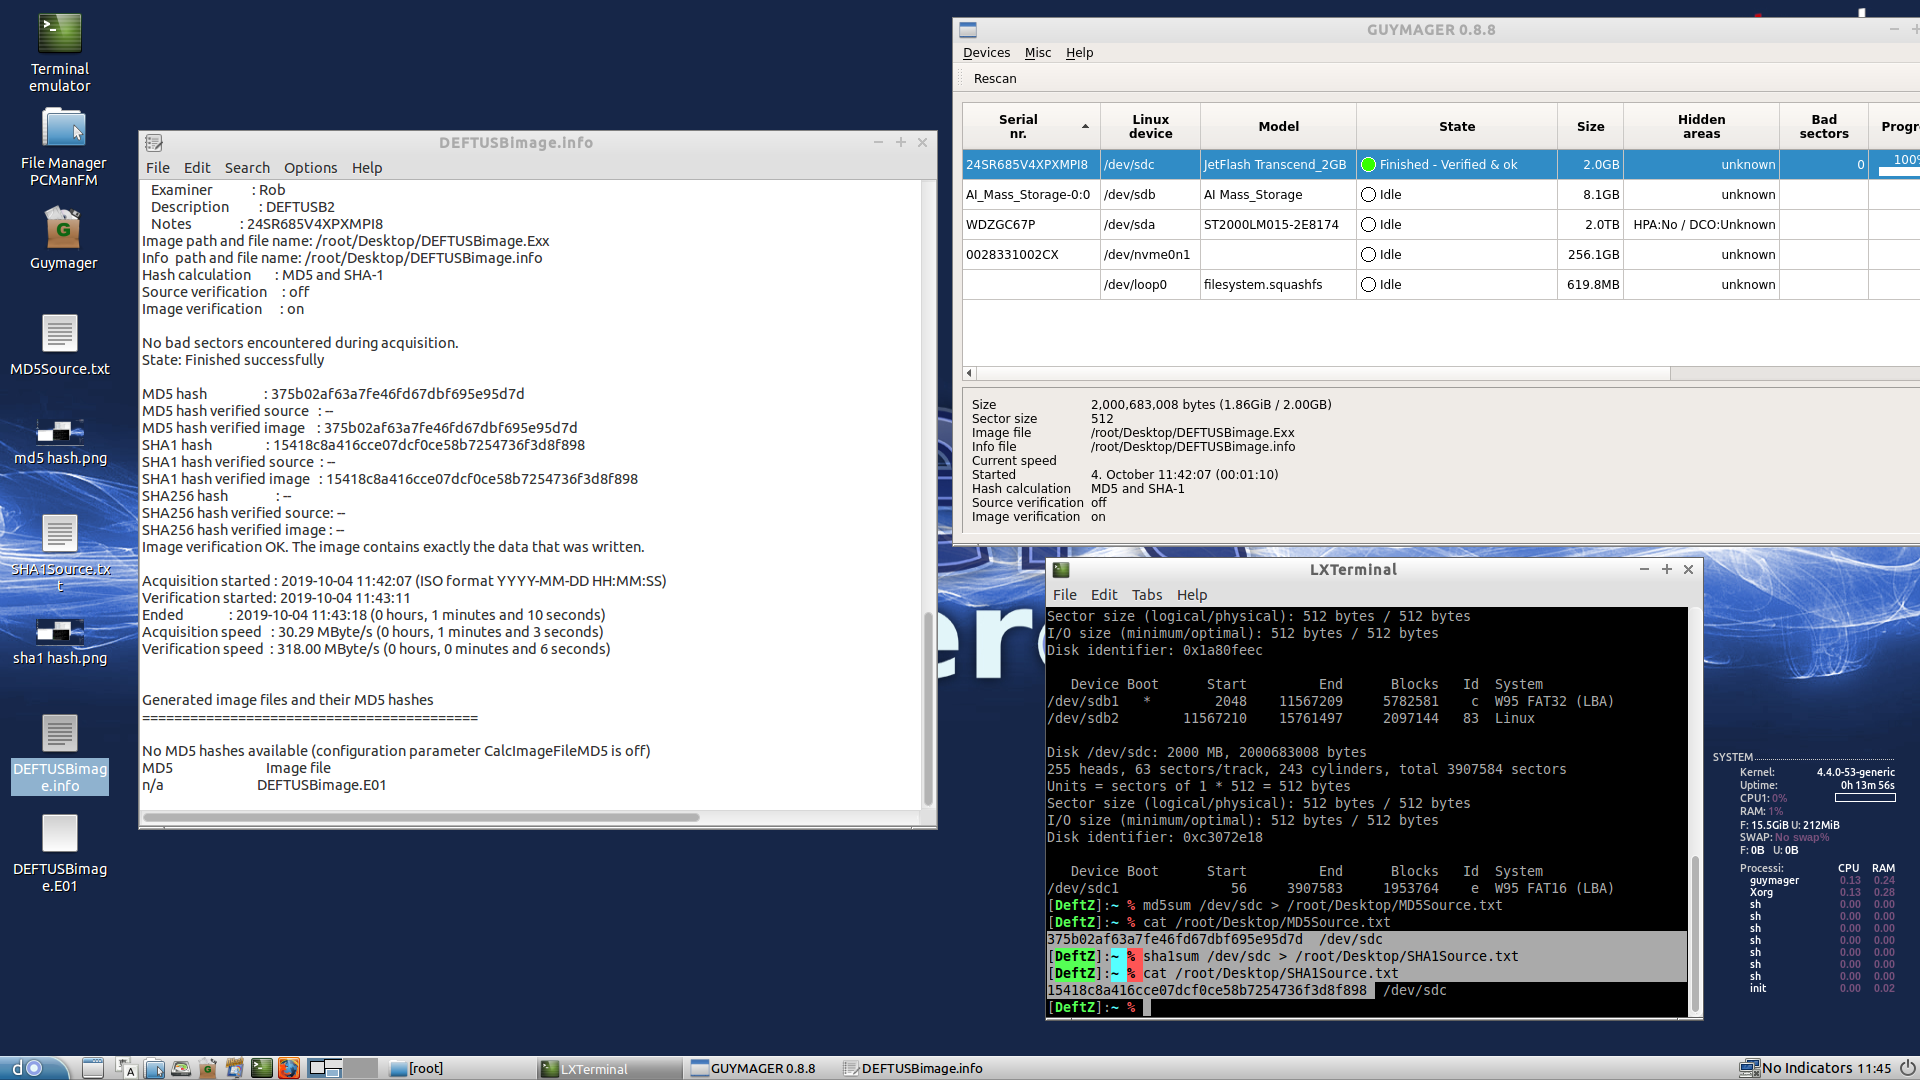 Terminal
emulator
File Manager
PCManFM
Guymager
MD5Source.txt
md5 hash.png
SHA1Source.tx
t
sha1 hash.png
DEFTUSBimag
e.info
DEFTUSBimag
e.E01
DEFTUSBimage.info
File Edit Search Options Help
Examiner : Rob
Description : DEFTUSB2
Notes : 24SR685V4XPXMPI8
Image path and file name: /root/Desktop/DEFTUSBimage.Exx
Info path and file name: /root/Desktop/DEFTUSBimage.info
Hash calculation : MD5 and SHA-1
Source verification : off
Image verification : on
No bad sectors encountered during acquisition.
State: Finished successfully
MD5 hash : 375b02af63a7fe46fd67dbf695e95d7d
MD5 hash verified source : --
MD5 hash verified image : 375b02af63a7fe46fd67dbf695e95d7d
SHA1 hash : 15418c8a416cce07dcf0ce58b7254736f3d8f898
SHA1 hash verified source : --
SHA1 hash verified image : 15418c8a416cce07dcf0ce58b7254736f3d8f898
SHA256 hash : --
SHA256 hash verified source: --
SHA256 hash verified image : --
Image verification OK. The image contains exactly the data that was written.
Acquisition started : 2019-10-04 11:42:07 (ISO format YYYY-MM-DD HH:MM:SS)
Verification started: 2019-10-04 11:43:11
Ended : 2019-10-04 11:43:18 (0 hours, 1 minutes and 10 seconds)
Acquisition speed : 30.29 MByte/s (0 hours, 1 minutes and 3 seconds)
Verification speed : 318.00 MByte/s (0 hours, 0 minutes and 6 seconds)
Generated image files and their MD5 hashes
==========================================
No MD5 hashes available (configuration parameter CalcImageFileMD5 is off)
MD5 Image file
n/a DEFTUSBimage.E01
GUYMAGER 0.8.8
Devices Misc Help
Rescan
Serial nr. Linux device Model State Size Hidden areas Bad sectors Progre
24SR685V4XPXMPI8 /dev/sdc JetFlash Transcend_2GB Finished - Verified & ok 2.0GB unknown 0 100%
AI_Mass_Storage-0:0 /dev/sdb AI Mass_Storage Idle 8.1GB unknown
WDZGC67P /dev/sda ST2000LM015-2E8174 Idle 2.0TB HPA:No / DCO:Unknown
0028331002CX /dev/nvme0n1 Idle 256.1GB unknown
/dev/loop0 filesystem.squashfs Idle 619.8MB unknown
Size 2,000,683,008 bytes (1.86GiB / 2.00GB)
Sector size 512
Image file /root/Desktop/DEFTUSBimage.Exx
Info file /root/Desktop/DEFTUSBimage.info
Current speed
Started 4. October 11:42:07 (00:01:10)
Hash calculation MD5 and SHA-1
Source verification off
Image verification on
LXTerminal
File Edit Tabs Help
Sector size (logical/physical): 512 bytes / 512 bytes
I/O size (minimum/optimal): 512 bytes / 512 bytes
Disk identifier: 0x1a80feec
Device Boot Start End Blocks Id System
/dev/sdb1 * 2048 11567209 5782581 c W95 FAT32 (LBA)
/dev/sdb2 11567210 15761497 2097144 83 Linux
Disk /dev/sdc: 2000 MB, 2000683008 bytes
255 heads, 63 sectors/track, 243 cylinders, total 3907584 sectors
Units = sectors of 1 * 512 = 512 bytes
Sector size (logical/physical): 512 bytes / 512 bytes
I/O size (minimum/optimal): 512 bytes / 512 bytes
Disk identifier: 0xc3072e18
Device Boot Start End Blocks Id System
/dev/sdc1 56 3907583 1953764 e W95 FAT16 (LBA)
[DeftZ]:~ % md5sum /dev/sdc > /root/Desktop/MD5Source.txt
[DeftZ]:~ % cat /root/Desktop/MD5Source.txt
375b02af63a7fe46fd67dbf695e95d7d /dev/sdc
[DeftZ]:~ % sha1sum /dev/sdc > /root/Desktop/SHA1Source.txt
[DeftZ]:~ % cat /root/Desktop/SHA1Source.txt
15418c8a416cce07dcf0ce58b7254736f3d8f898 /dev/sdc
[DeftZ]:~ %
er
SYSTEM
Kernel: 4.4.0-53-generic
Uptime: 0h 13m 56s
CPU1: 0%
RAM: 1%
F: 15.5GiB U: 212MiB
SWAP: No swap%
F: 0B U: 0B
Processi: CPU RAM
guymager 0.13 0.24
Xorg 0.13 0.28
sh 0.00 0.00
sh 0.00 0.00
sh 0.00 0.00
sh 0.00 0.00
sh 0.00 0.00
sh 0.00 0.00
sh 0.00 0.00
init 0.00 0.02
[root]
LXTerminal
GUYMAGER 0.8.8
DEFTUSBimage.info
No Indicators 11:45